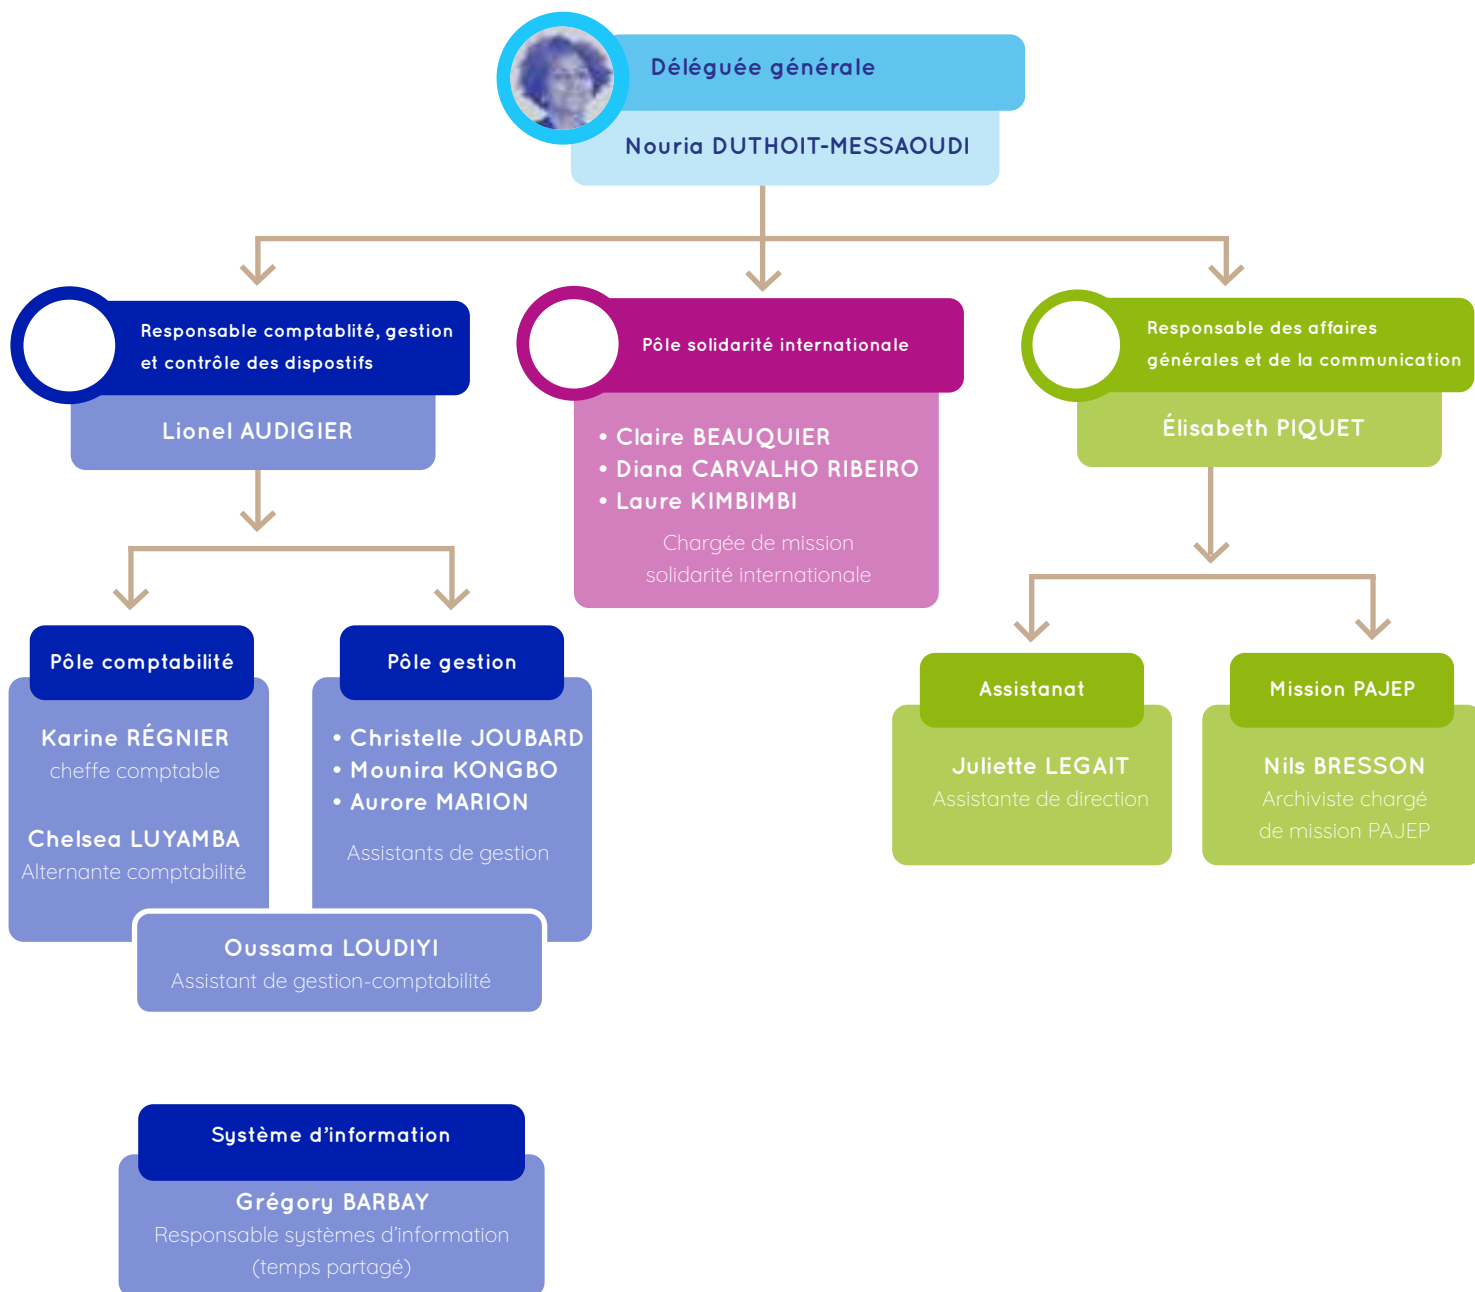 Déléguée générale
Nouria DUTHOIT-MESSAOUDI
Responsable comptablité, gestion
et contrôle des dispostifs
Lionel AUDIGIER
Pôle solidarité internationale
• Claire BEAUQUIER
• Diana CARVALHO RIBEIRO
• Laure KIMBIMBI
Chargée de mission
solidarité internationale
Responsable des affaires
générales et de la communication
Élisabeth PIQUET
Pôle comptabilité
Karine RÉGNIER
cheffe comptable
Chelsea LUYAMBA
Alternante comptabilité
Pôle gestion
• Christelle JOUBARD
• Mounira KONGBO
• Aurore MARION
Assistants de gestion
Oussama LOUDIYI
Assistant de gestion-comptabilité
Assistanat
Juliette LEGAIT
Assistante de direction
Mission PAJEP
Nils BRESSON
Archiviste chargé
de mission PAJEP
Système d’information
Grégory BARBAY
Responsable systèmes d’information
(temps partagé)